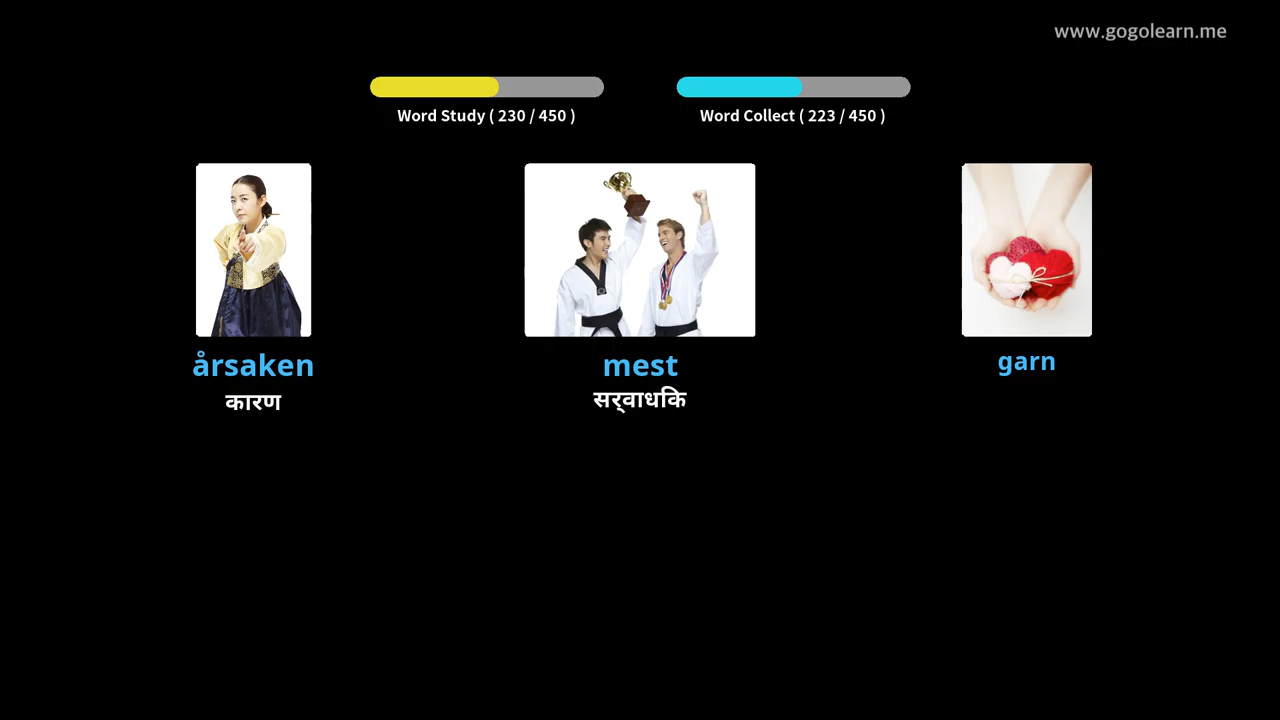 www.gogolearn.me
Word Study ( 230 / 450 )
Word Collect ( 223 / 450 )
årsaken
mest
garn
कारण
सर्वाधिक